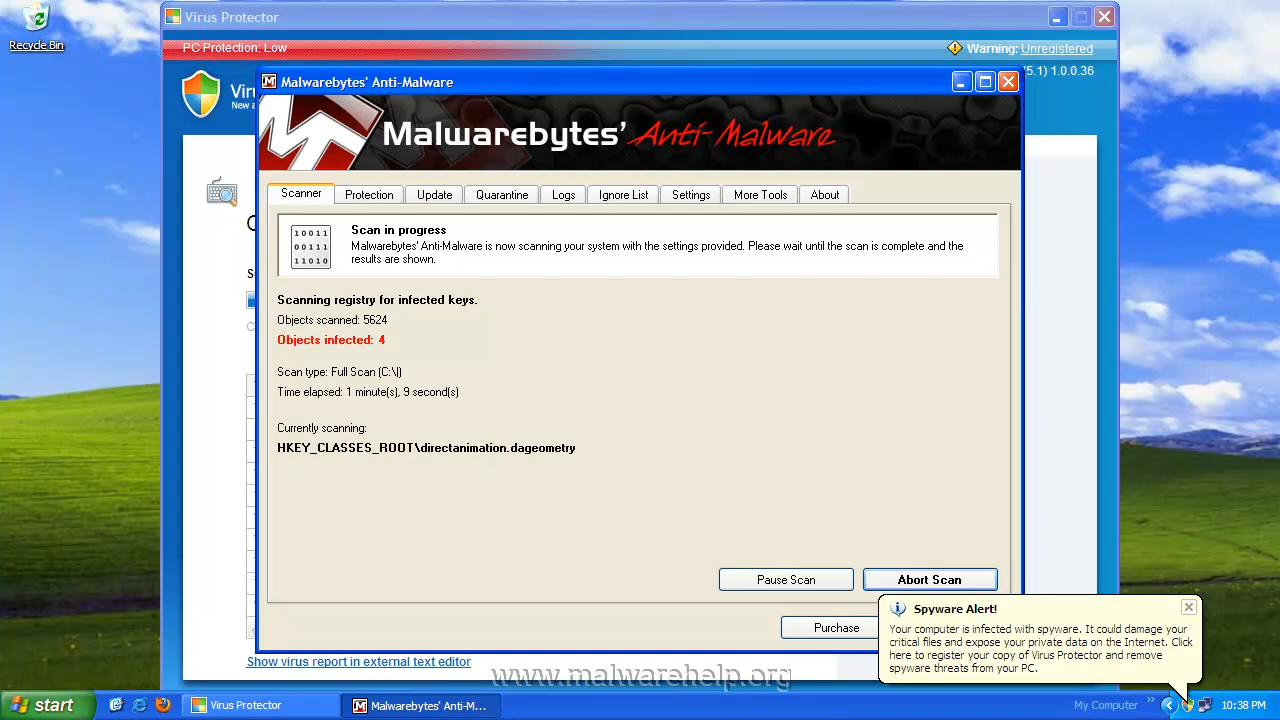 Recycle Bin
Virus Protector
PC Protection: Low
Warning: Unregistered
(5.1) 1.0.0.36
New a
Malwarebytes' Anti-Malware
Malwarebytes' Anti-Malware
Scanner
Protection
Update
Quarantine
Logs
Ignore List
Settings
More Tools
About
10011
00111
11010
Scan in progress
Malwarebytes' Anti-Malware is now scanning your system with the settings provided. Please wait until the scan is complete and the
results are shown.
Scanning registry for infected keys.
Objects scanned: 5624
Objects infected: 4
Scan type: Full Scan (C:\|)
Time elapsed: 1 minute(s), 9 second(s)
Currently scanning:
HKEY_CLASSES_ROOT\directanimation.dageometry
Pause Scan
Abort Scan
Purchase
Spyware Alert!
Your computer is infected with spyware. It could damage your
critical files and expose your private data on the Internet. Click
here to register your copy of Virus Protector and remove
spyware threats from your PC.
Show virus report in external text editor
www.malwarehelp.org
start
Virus Protector
Malwarebytes' Anti-M...
My Computer
10:38 PM